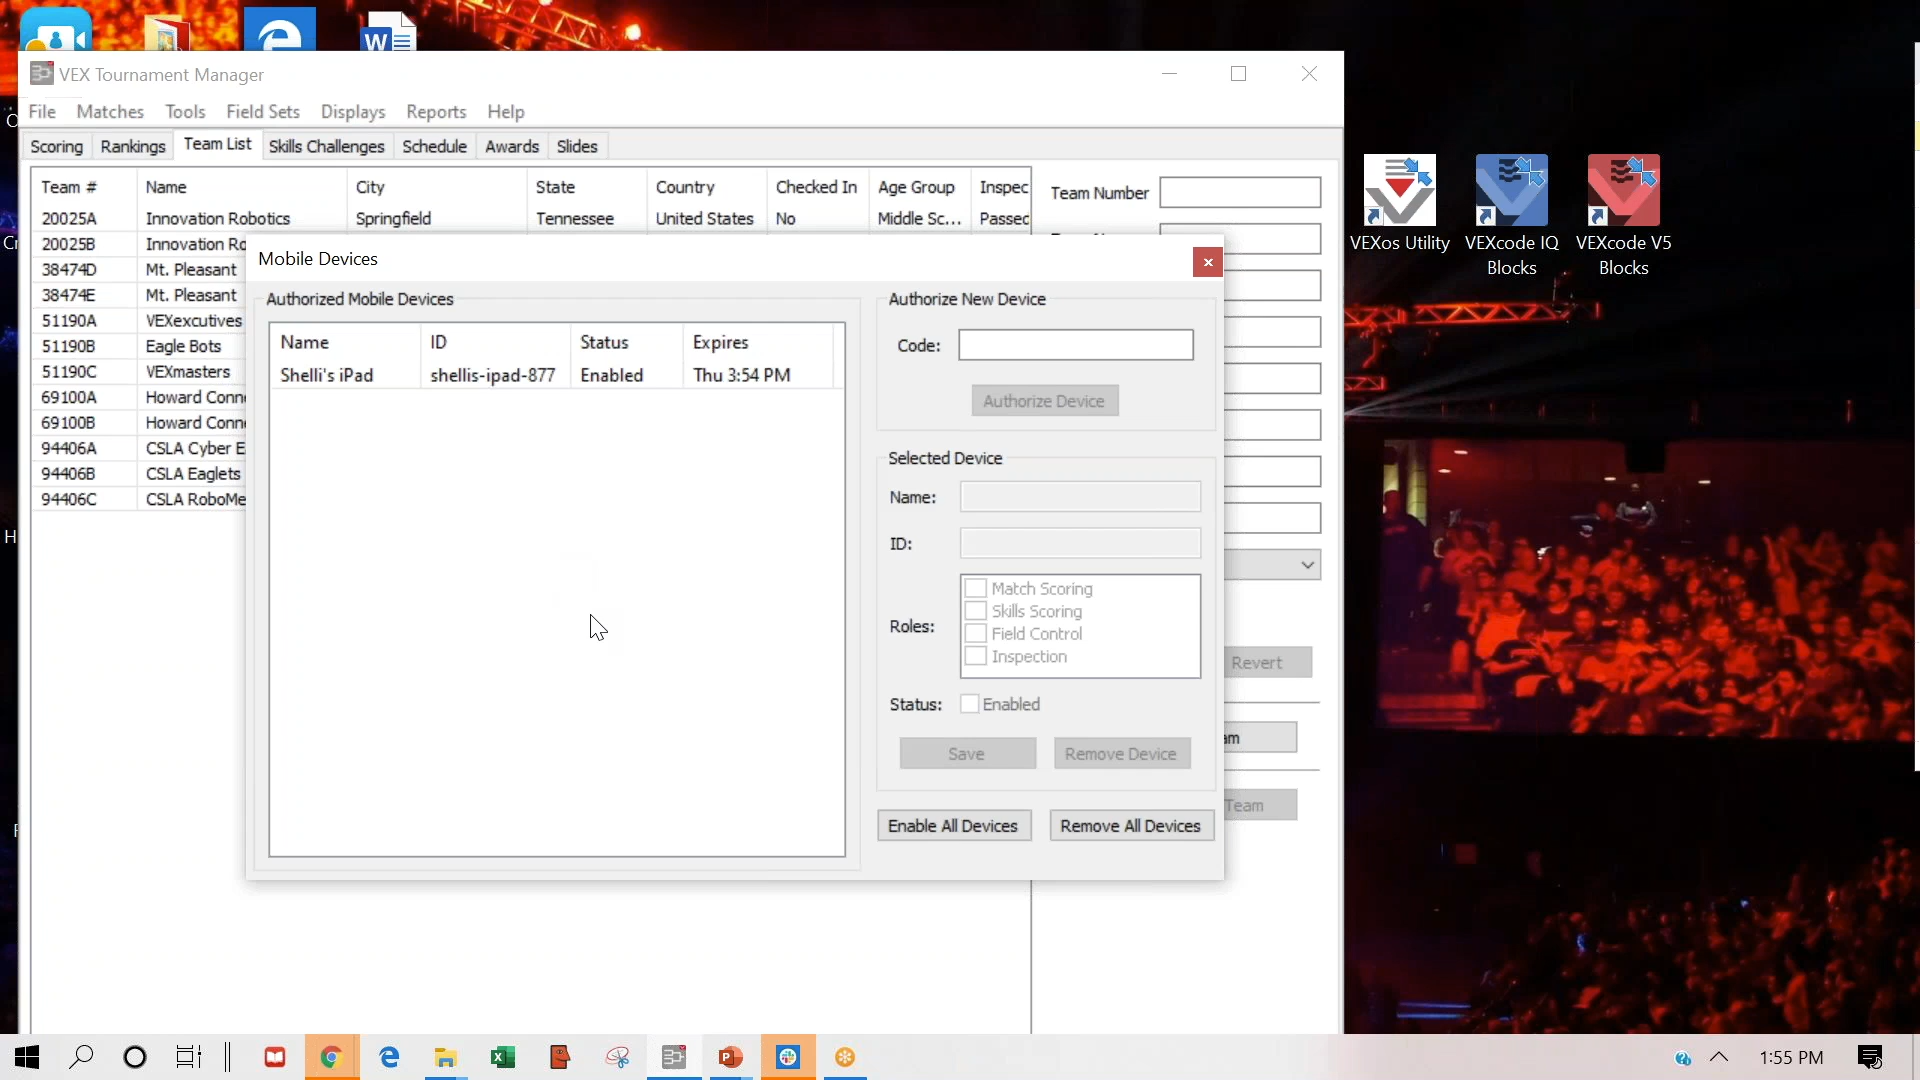 VEX Tournament Manager
File Matches Tools Field Sets Displays Reports Help
Scoring Rankings Team List Skills Challenges Schedule Awards Slides
Team # Name City State Country Checked In Age Group Inspec
20025A Innovation Robotics Springfield Tennessee United States No Middle Sc... Passed
20025B Innovation Ro
38474D Mt. Pleasant
38474E Mt. Pleasant
51190A VEXexcutives
51190B Eagle Bots
51190C VEXmasters
69100A Howard Conn
69100B Howard Conn
94406A CSLA Cyber E
94406B CSLA Eaglets
94406C CSLA RoboMe
Team Number
Revert
am
Team
Mobile Devices
Authorized Mobile Devices
Name ID Status Expires
Shelli's iPad shellis-ipad-877 Enabled Thu 3:54 PM
Authorize New Device
Code:
Authorize Device
Selected Device
Name:
ID:
Roles:
Match Scoring
Skills Scoring
Field Control
Inspection
Status: Enabled
Save Remove Device
Enable All Devices Remove All Devices
VEXos Utility
VEXcode IQ
Blocks
VEXcode V5
Blocks
1:55 PM